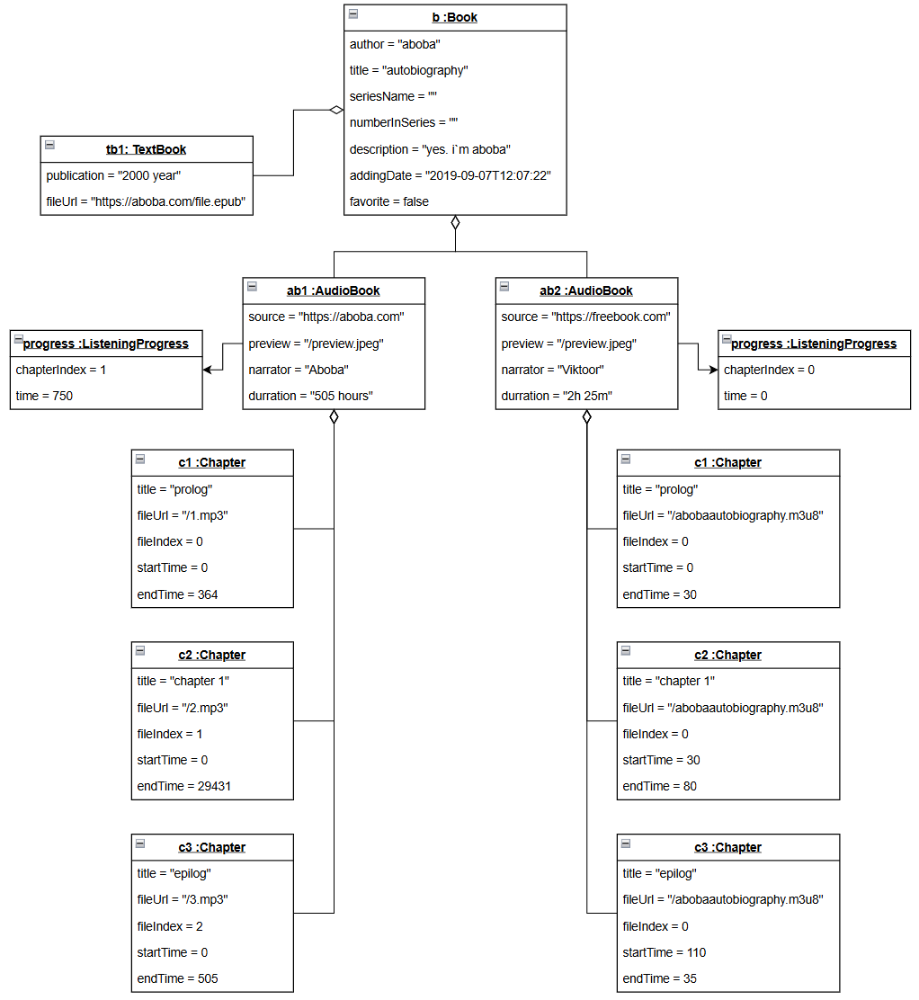 b :Book
author = "aboba"
title = "autobiography"
seriesName = ""
numberInSeries = ""
description = "yes. i`m aboba"
addingDate = "2019-09-07T12:07:22"
favorite = false
tb1: TextBook
publication = "2000 year"
fileUrl = "https://aboba.com/file.epub"
ab1 :AudioBook
source = "https://aboba.com"
preview = "/preview.jpeg"
narrator = "Aboba"
durration = "505 hours"
ab2 :AudioBook
source = "https://freebook.com"
preview = "/preview.jpeg"
narrator = "Viktoor"
durration = "2h 25m"
progress :ListeningProgress
chapterIndex = 1
time = 750
progress :ListeningProgress
chapterIndex = 0
time = 0
c1 :Chapter
title = "prolog"
fileUrl = "/1.mp3"
fileIndex = 0
startTime = 0
endTime = 364
c2 :Chapter
title = "chapter 1"
fileUrl = "/2.mp3"
fileIndex = 1
startTime = 0
endTime = 29431
c3 :Chapter
title = "epilog"
fileUrl = "/3.mp3"
fileIndex = 2
startTime = 0
endTime = 505
c1 :Chapter
title = "prolog"
fileUrl = "/abobaautobiography.m3u8"
fileIndex = 0
startTime = 0
endTime = 30
c2 :Chapter
title = "chapter 1"
fileUrl = "/abobaautobiography.m3u8"
fileIndex = 0
startTime = 30
endTime = 80
c3 :Chapter
title = "epilog"
fileUrl = "/abobaautobiography.m3u8"
fileIndex = 0
startTime = 110
endTime = 35